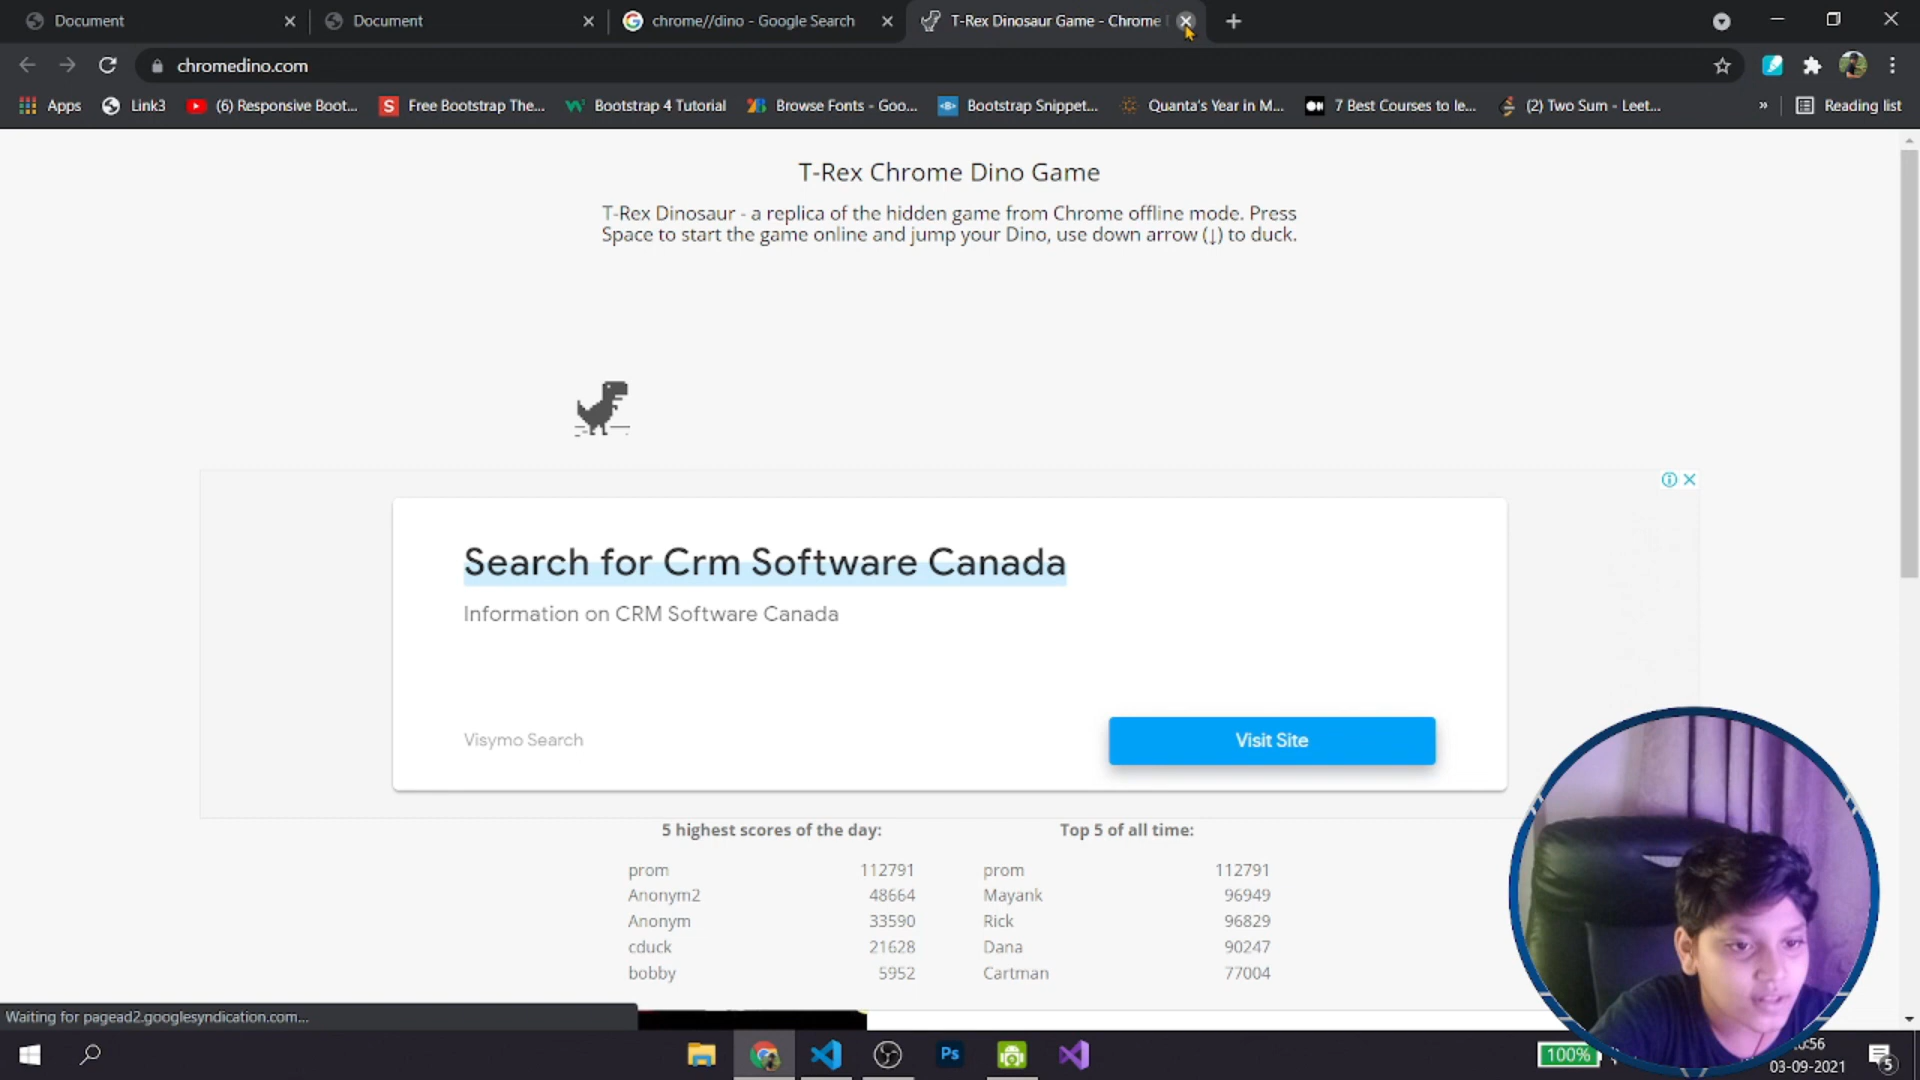 Document
Document
chrome//dino - Google Search
T-Rex Dinosaur Game - Chrome
chromedino.com
Apps
Link3
(6) Responsive Boot...
Free Bootstrap The...
Bootstrap 4 Tutorial
Browse Fonts - Goo...
Bootstrap Snippet...
Quanta's Year in M...
7 Best Courses to le...
(2) Two Sum - Leet...
»
Reading list
T-Rex Chrome Dino Game
T-Rex Dinosaur - a replica of the hidden game from Chrome offline mode. Press
Space to start the game online and jump your Dino, use down arrow (↓) to duck.
Search for Crm Software Canada
Information on CRM Software Canada
Visymo Search
Visit Site
5 highest scores of the day:
prom 112791
Anonym2 48664
Anonym 33590
cduck 21628
bobby 5952
Top 5 of all time:
prom 112791
Mayank 96949
Rick 96829
Dana 90247
Cartman 77004
Waiting for pagead2.googlesyndication.com...
Ps
100%
:56
03-09-2021
5